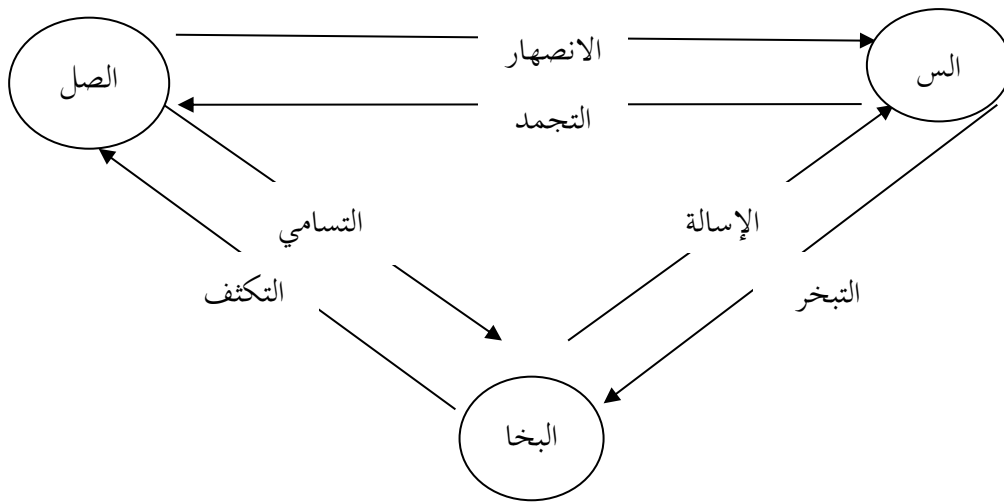 الصل
الانصهار
الس
التجمد
التسامي
الإسالة
التكثف
التبخر
البخا